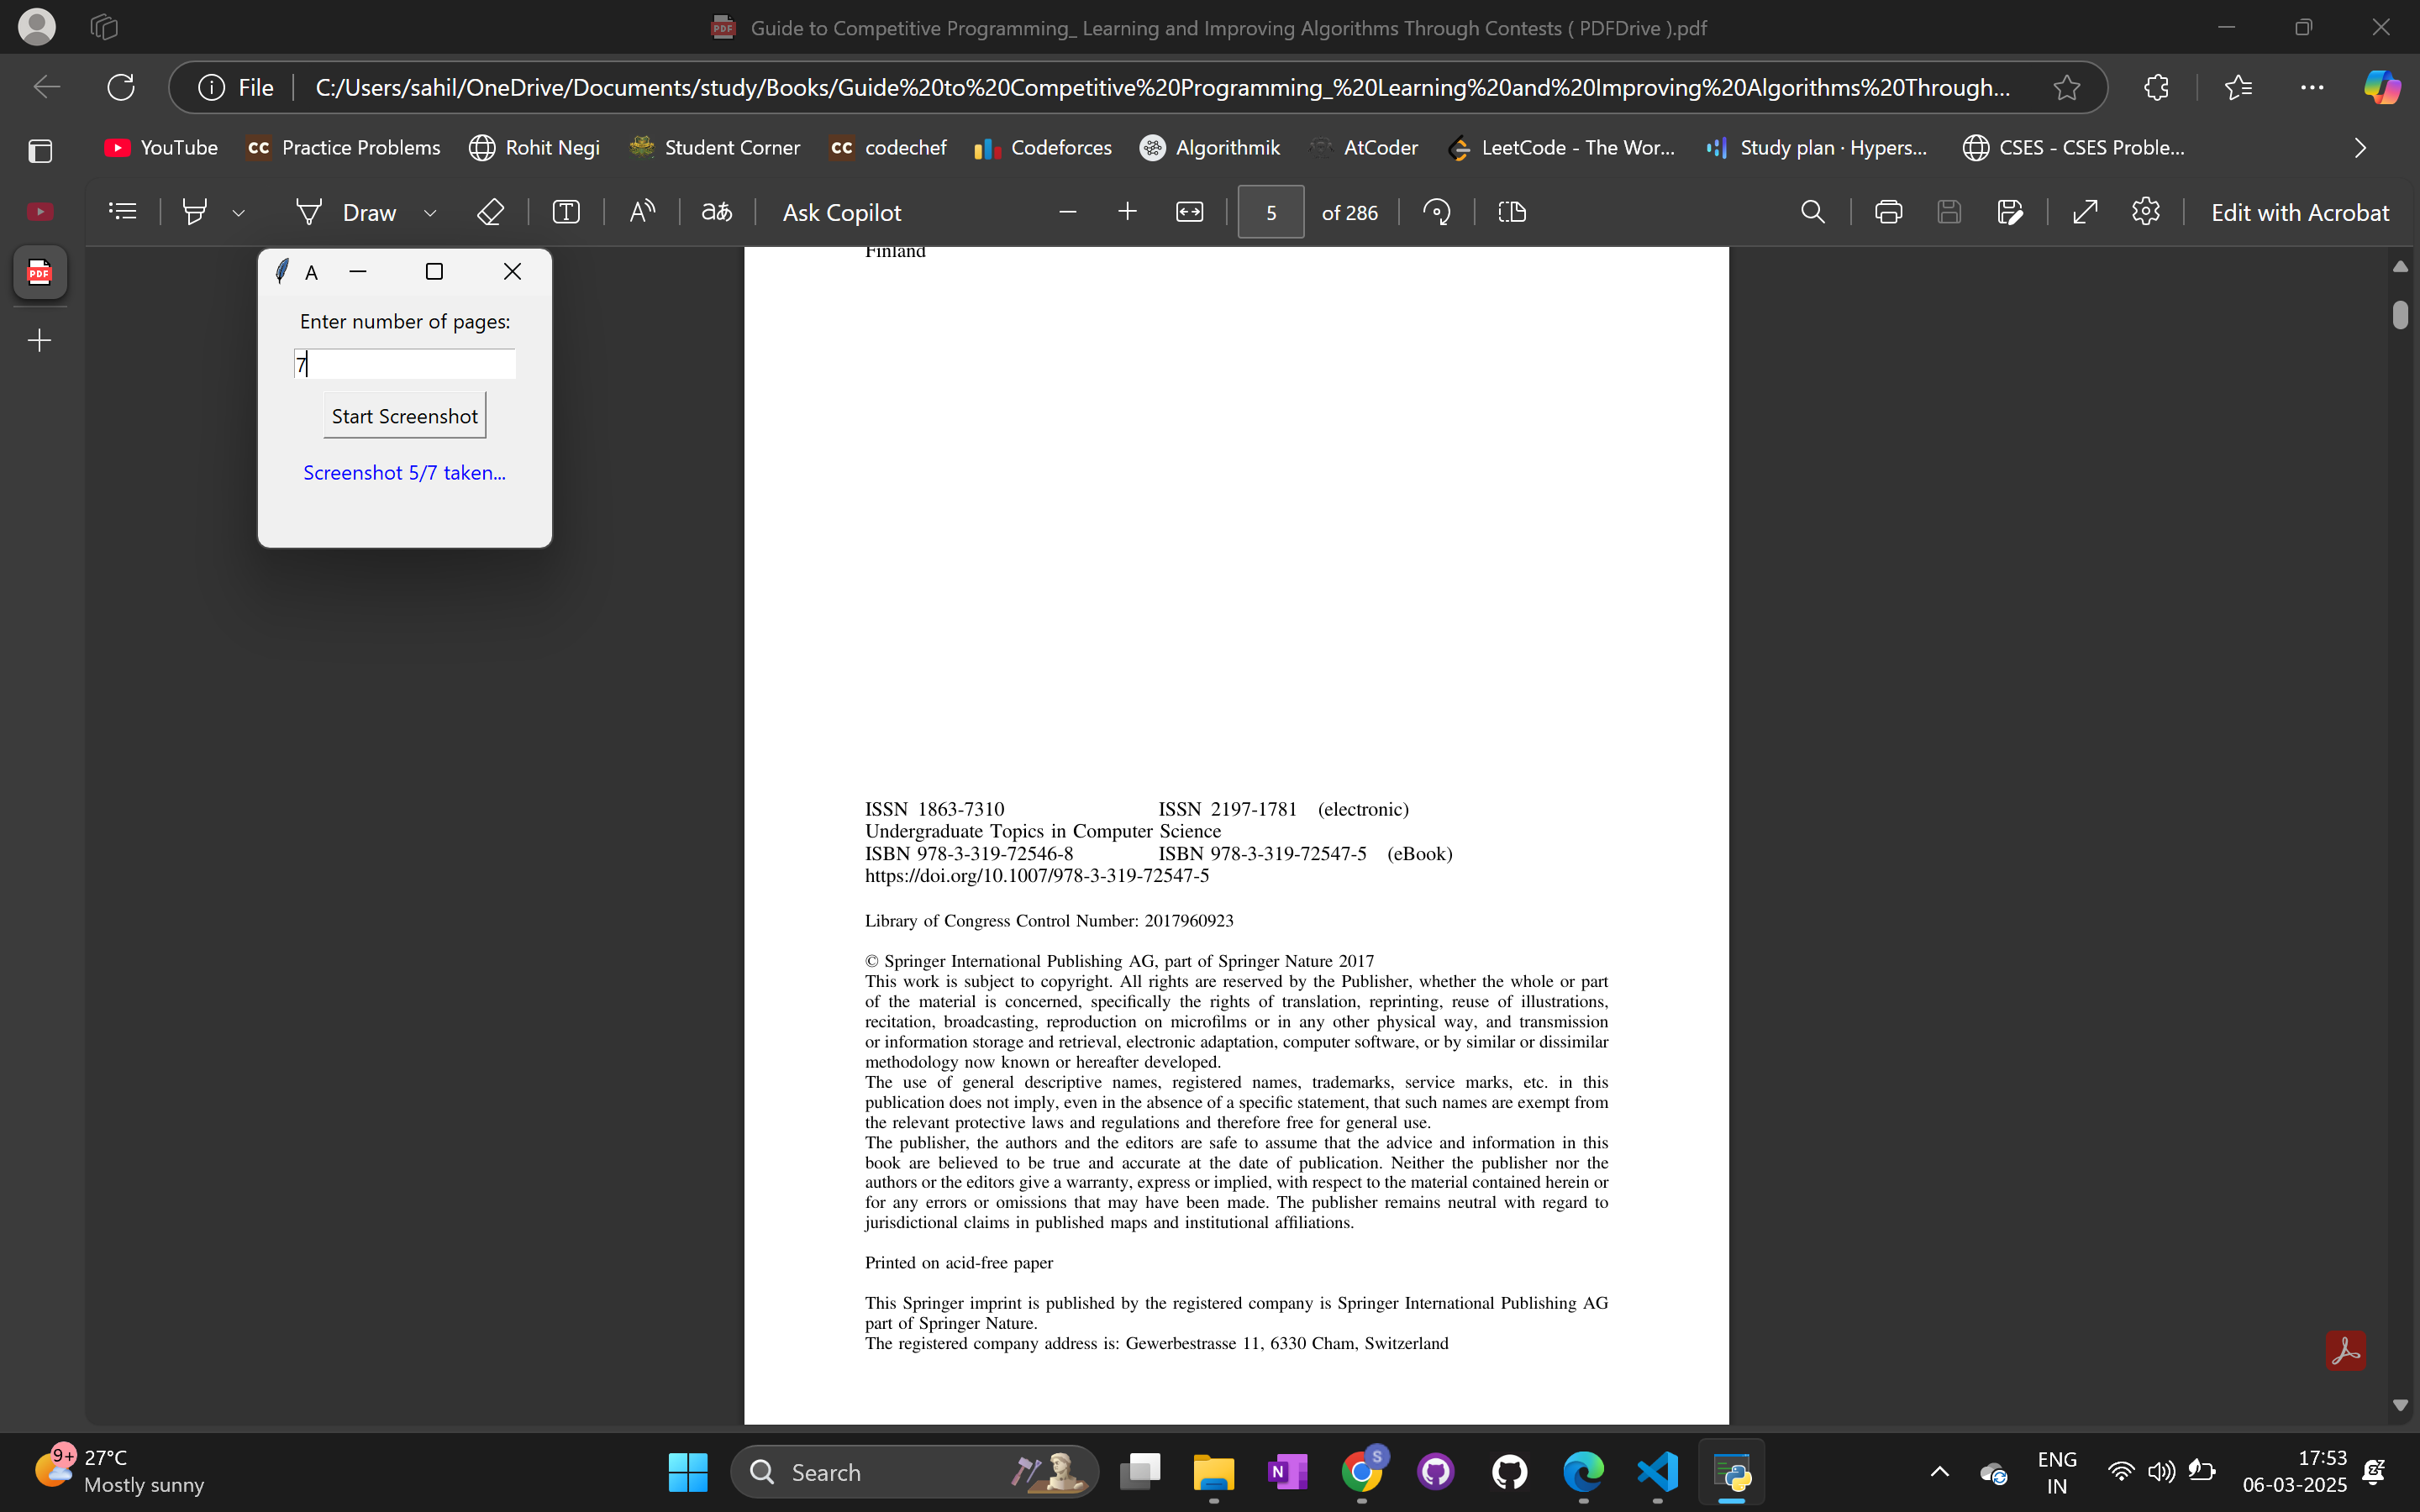 Guide to Competitive Programming_ Learning and Improving Algorithms Through Contests ( PDFDrive ).pdf
File
C:/Users/sahil/OneDrive/Documents/study/Books/Guide%20to%20Competitive%20Programming_%20Learning%20and%20Improving%20Algorithms%20Through...
YouTube
CC Practice Problems
Rohit Negi
Student Corner
CC codechef
Codeforces
Algorithmik
AtCoder
LeetCode - The Wor...
Study plan · Hypers...
CSES - CSES Proble...
Draw
aあ
Ask Copilot
5 of 286
Edit with Acrobat
A
Enter number of pages:
7
Start Screenshot
Screenshot 5/7 taken...
Finland
ISSN 1863-7310 ISSN 2197-1781 (electronic)
Undergraduate Topics in Computer Science
ISBN 978-3-319-72546-8 ISBN 978-3-319-72547-5 (eBook)
https://doi.org/10.1007/978-3-319-72547-5
Library of Congress Control Number: 2017960923
© Springer International Publishing AG, part of Springer Nature 2017
This work is subject to copyright. All rights are reserved by the Publisher, whether the whole or part
of the material is concerned, specifically the rights of translation, reprinting, reuse of illustrations,
recitation, broadcasting, reproduction on microfilms or in any other physical way, and transmission
or information storage and retrieval, electronic adaptation, computer software, or by similar or dissimilar
methodology now known or hereafter developed.
The use of general descriptive names, registered names, trademarks, service marks, etc. in this
publication does not imply, even in the absence of a specific statement, that such names are exempt from
the relevant protective laws and regulations and therefore free for general use.
The publisher, the authors and the editors are safe to assume that the advice and information in this
book are believed to be true and accurate at the date of publication. Neither the publisher nor the
authors or the editors give a warranty, express or implied, with respect to the material contained herein or
for any errors or omissions that may have been made. The publisher remains neutral with regard to
jurisdictional claims in published maps and institutional affiliations.
Printed on acid-free paper
This Springer imprint is published by the registered company is Springer International Publishing AG
part of Springer Nature.
The registered company address is: Gewerbestrasse 11, 6330 Cham, Switzerland
9+
27°C
Mostly sunny
Search
S
ENG
IN
17:53
06-03-2025